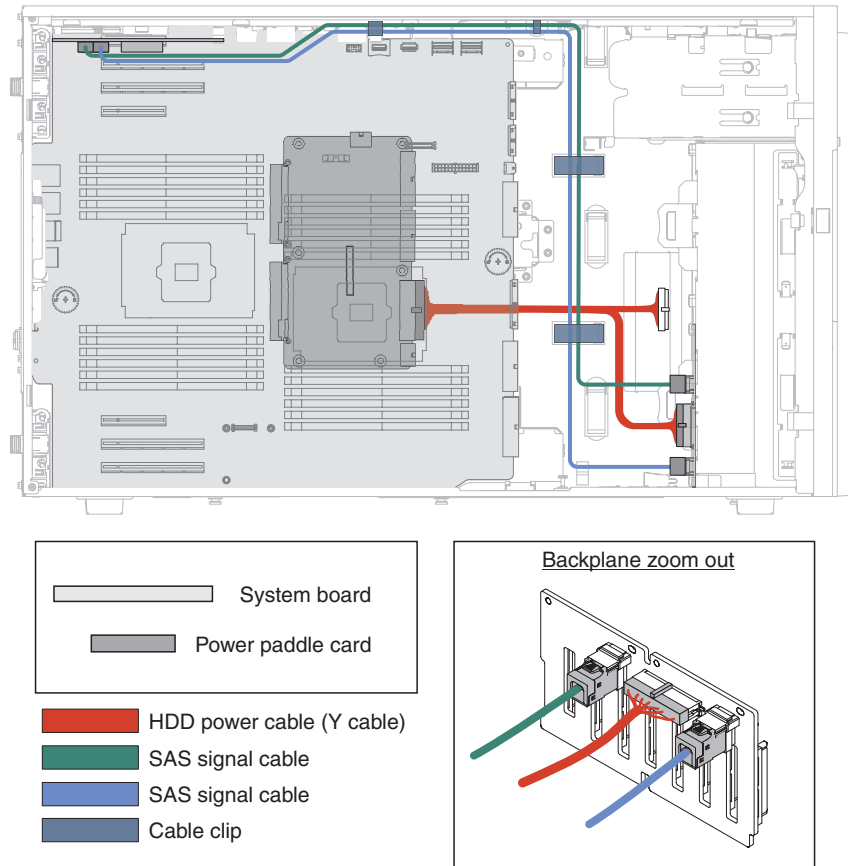 System board
Power paddle card
HDD power cable (Y cable)
SAS signal cable
SAS signal cable
Cable clip
Backplane zoom out